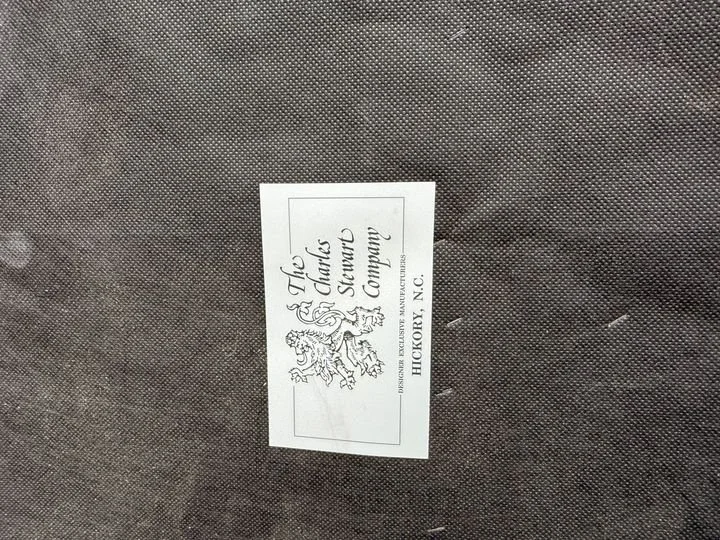 The
Charles
Stewart
Company
DESIGNER EXCLUSIVE MANUFACTURERS
HICKORY, N.C.